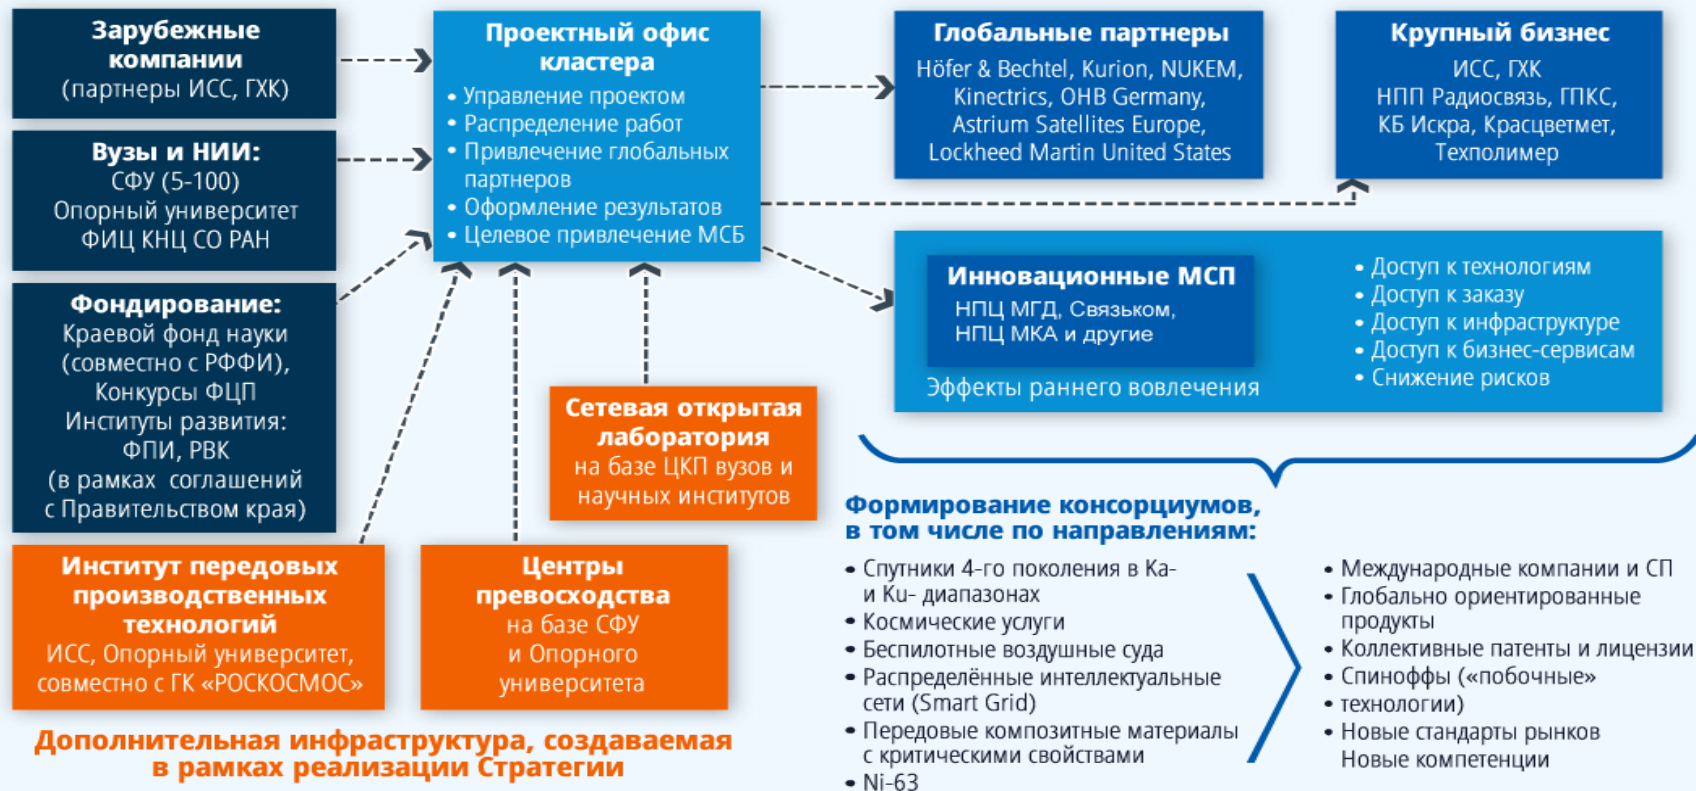 Зарубежные
компании
(партнеры ИСС, ГХК)
Вузы и НИИ:
СФУ (5-100)
Опорный университет
ФИЦ КНЦ СО РАН
Фондирование:
Краевой фонд науки
(совместно с РФФИ),
Конкурсы ФЦП
Институты развития:
ФПИ, РВК
(в рамках соглашений
с Правительством края)
Институт передовых
производственных
технологий
ИСС, Опорный университет,
совместно с ГК «РОСКОСМОС»
Центры
превосходства
на базе СФУ
и Опорного
университета
Сетевая открытая
лаборатория
на базе ЦКП вузов и
научных институтов
Дополнительная инфраструктура, создаваемая
в рамках реализации Стратегии
Проектный офис
кластера
• Управление проектом
• Распределение работ
• Привлечение глобальных
партнеров
• Оформление результатов
• Целевое привлечение МСБ
Глобальные партнеры
Höfer & Bechtel, Kurion, NUKEM,
Kinectrics, OHB Germany,
Astrium Satellites Europe,
Lockheed Martin United States
Крупный бизнес
ИСС, ГХК
НПП Радиосвязь, ГПКС,
КБ Искра, Красцветмет,
Техполимер
Инновационные МСП
НПЦ МГД, Связьком,
НПЦ МКА и другие
Эффекты раннего вовлечения
• Доступ к технологиям
• Доступ к заказу
• Доступ к инфраструктуре
• Доступ к бизнес-сервисам
• Снижение рисков
Формирование консорциумов,
в том числе по направлениям:
• Спутники 4-го поколения в Ka-
и Ku- диапазонах
• Космические услуги
• Беспилотные воздушные суда
• Распределённые интеллектуальные
сети (Smart Grid)
• Передовые композитные материалы
с критическими свойствами
• Ni-63
• Международные компании и СП
• Глобально ориентированные
продукты
• Коллективные патенты и лицензии
• Спиноффы («побочные»
• технологии)
• Новые стандарты рынков
Новые компетенции